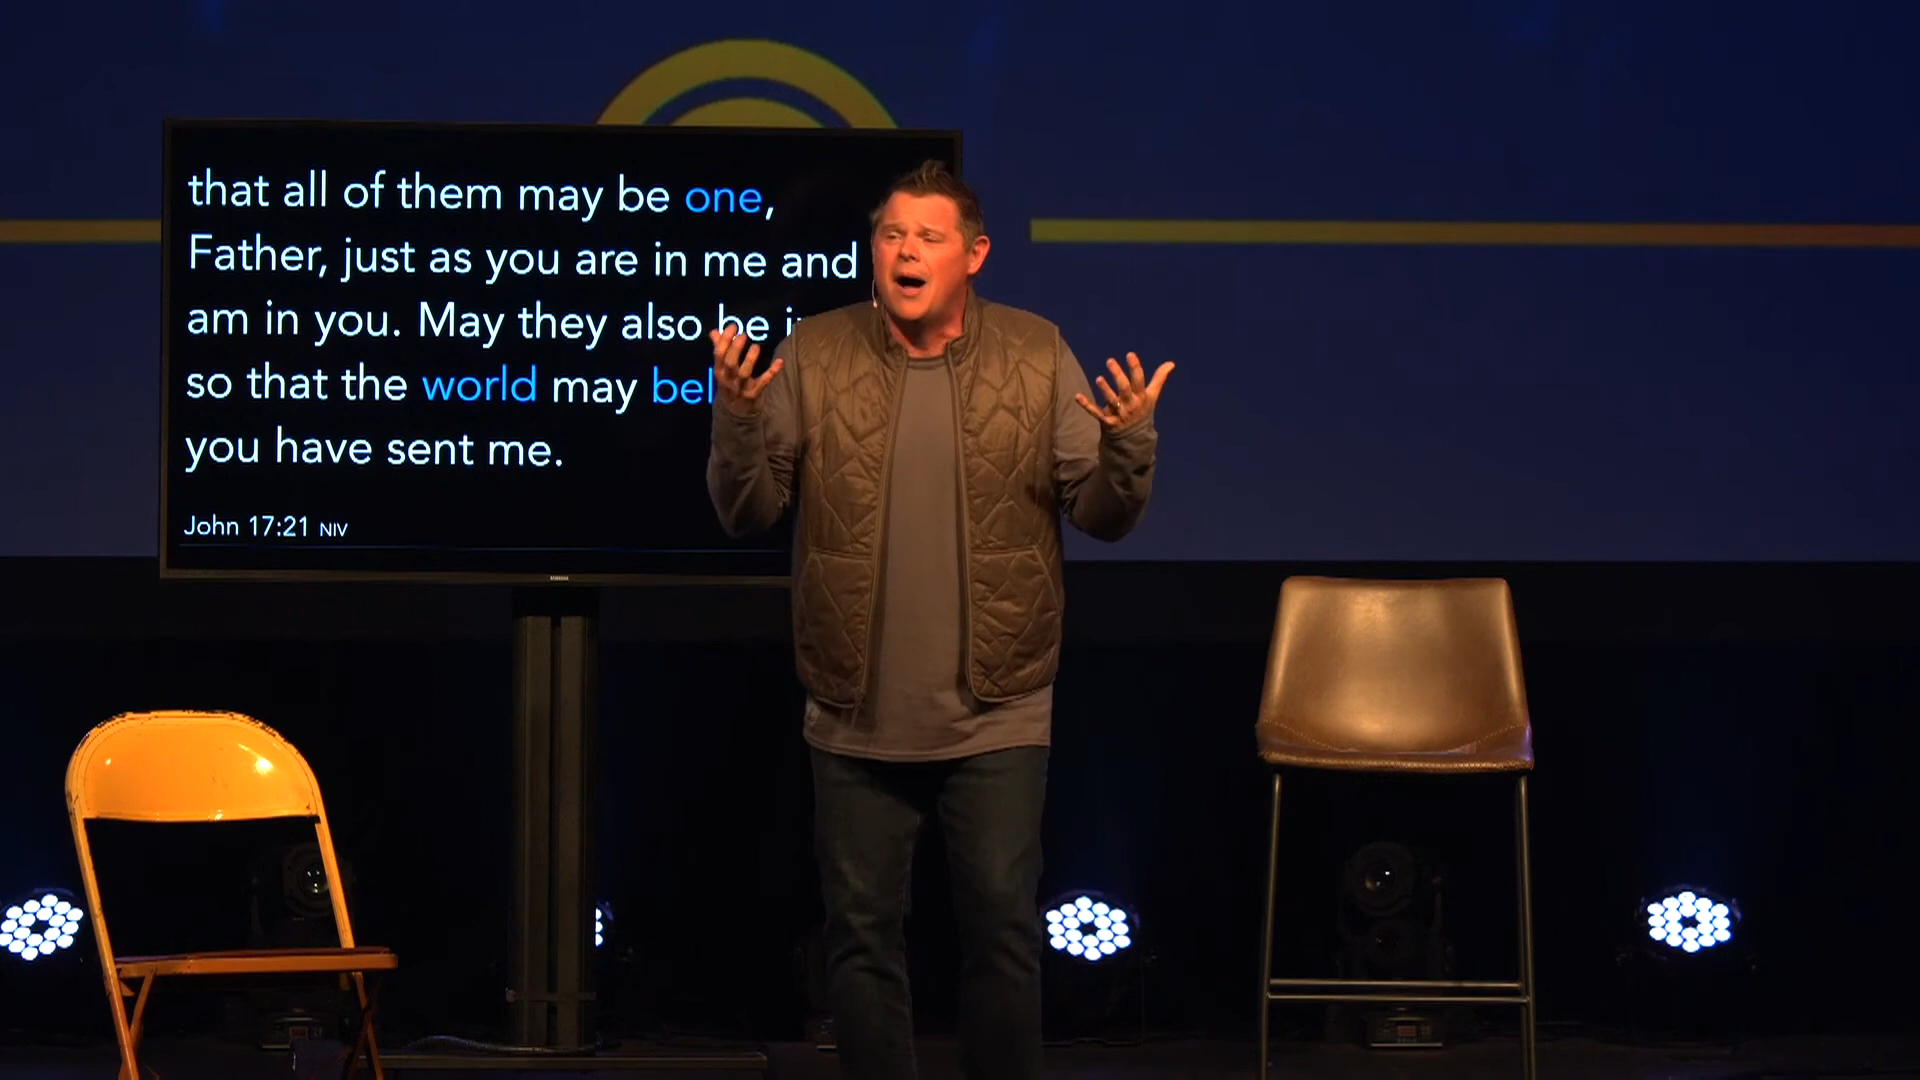 that all of them may be one,
Father, just as you are in me and
am in you. May they also be
so that the world may
you have sent me.
John 17:21 NIV
SAMSUNG